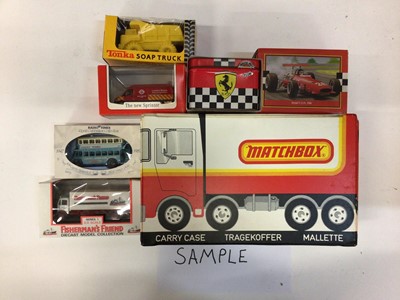 Tonka SOAP TRUCK
The new Sprinter
MATCHBOX
FISHERMAN'S FRIEND
DIECAST MODEL COLLECTION
CARRY CASE TRAGEKOFFER MALLETTE
SAMPLE